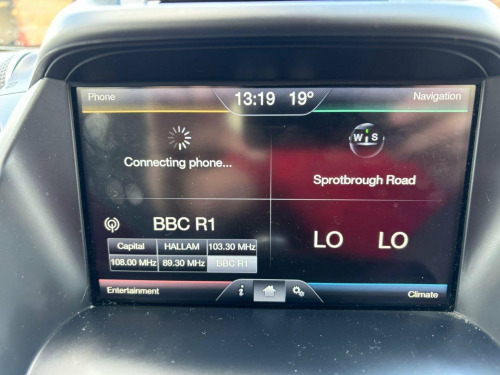 Phone 13:19 19° Navigation
W S
Connecting phone...
Sprotbrough Road
BBC R1
LO LO
Capital HALLAM 103.30 MHz
108.00 MHz 89.30 MHz BBC R1
Entertainment i Climate